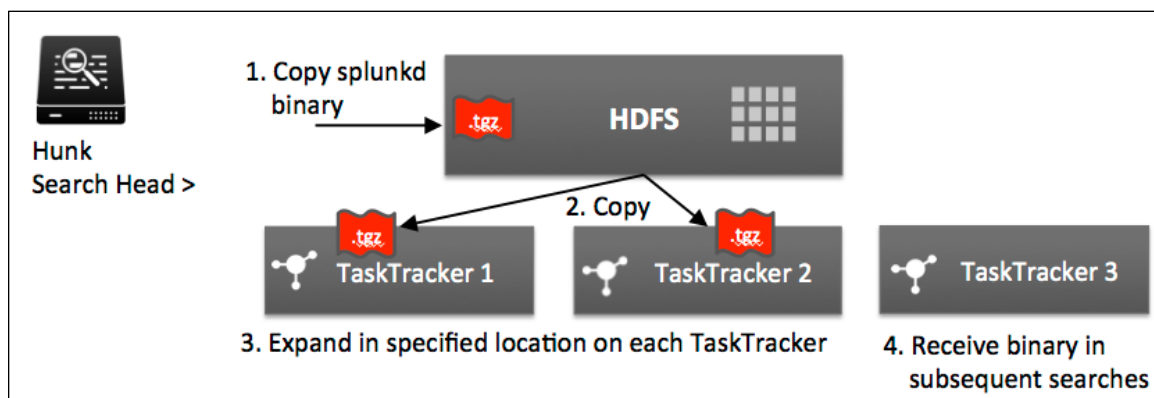 1. Copy splunkd
binary
.tgz
HDFS
Hunk
Search Head >
2. Copy
.tgz
.tgz
TaskTracker 1
TaskTracker 2
TaskTracker 3
3. Expand in specified location on each TaskTracker
4. Receive binary in
subsequent searches